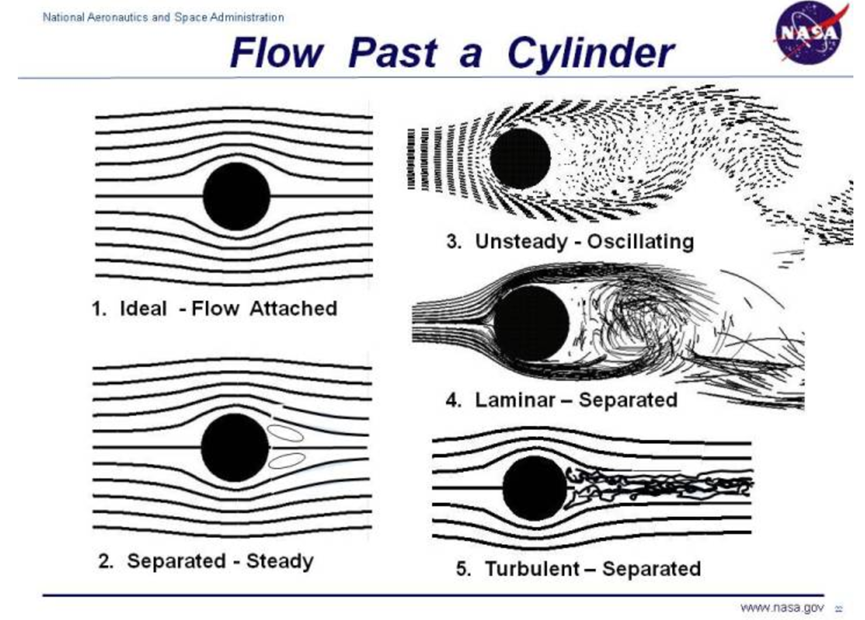 National Aeronautics and Space Administration
NASA
Flow Past a Cylinder
1. Ideal - Flow Attached
2. Separated - Steady
3. Unsteady - Oscillating
4. Laminar – Separated
5. Turbulent – Separated
www.nasa.gov